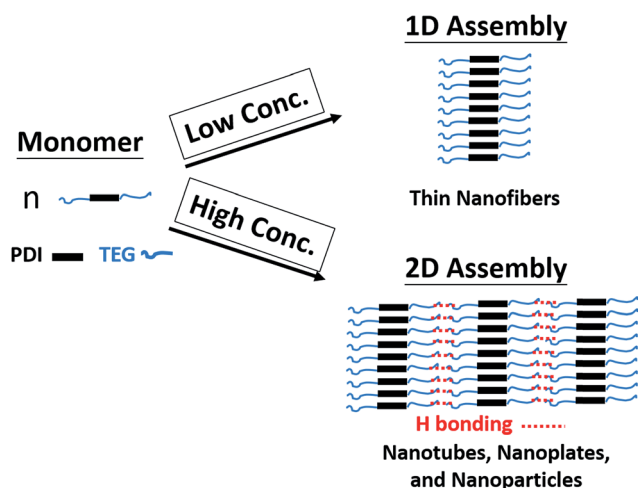 1D Assembly
Low Conc.
Monomer
n
Thin Nanofibers
High Conc.
PDI
TEG
2D Assembly
H bonding
Nanotubes, Nanoplates,
and Nanoparticles